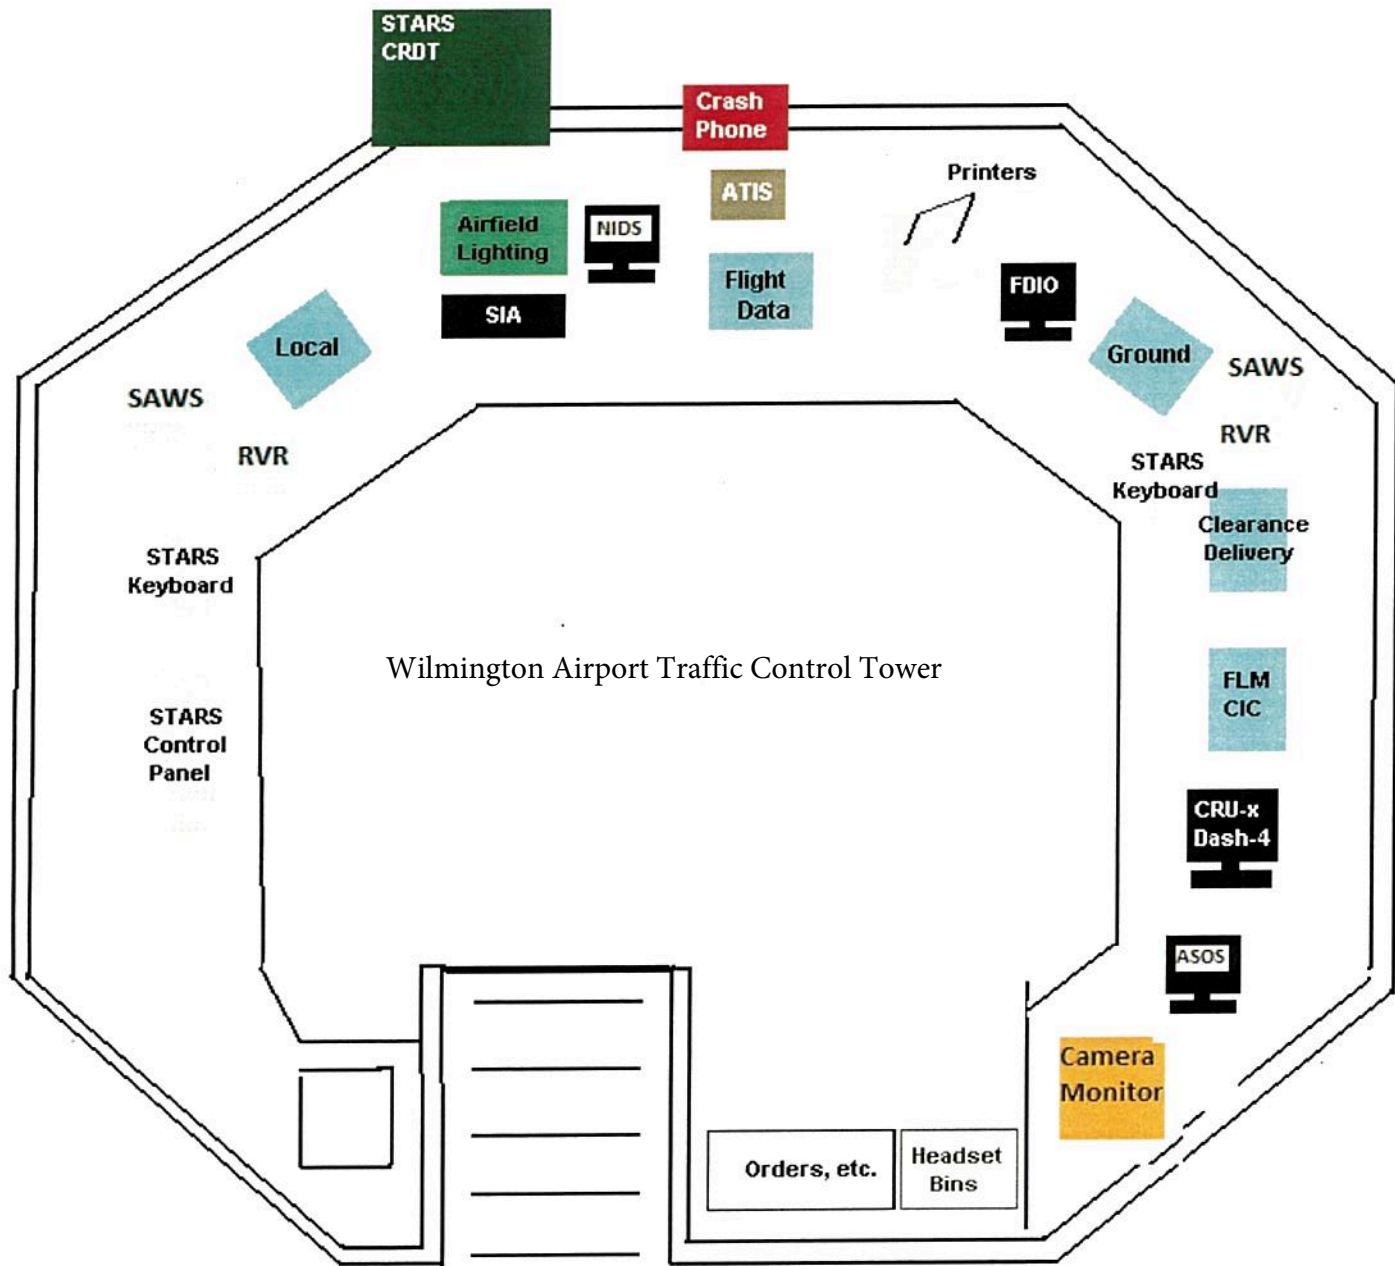 STARS
CRDT
Crash
Phone
ATIS
Printers
Airfield
Lighting
NIDS
SIA
Flight
Data
FDIO
Local
Ground
SAWS
RVR
SAWS
RVR
STARS
Keyboard
Clearance
Delivery
STARS
Keyboard
Wilmington Airport Traffic Control Tower
FLM
CIC
STARS
Control
Panel
CRU-x
Dash-4
ASOS
Camera
Monitor
Orders, etc.
Headset
Bins